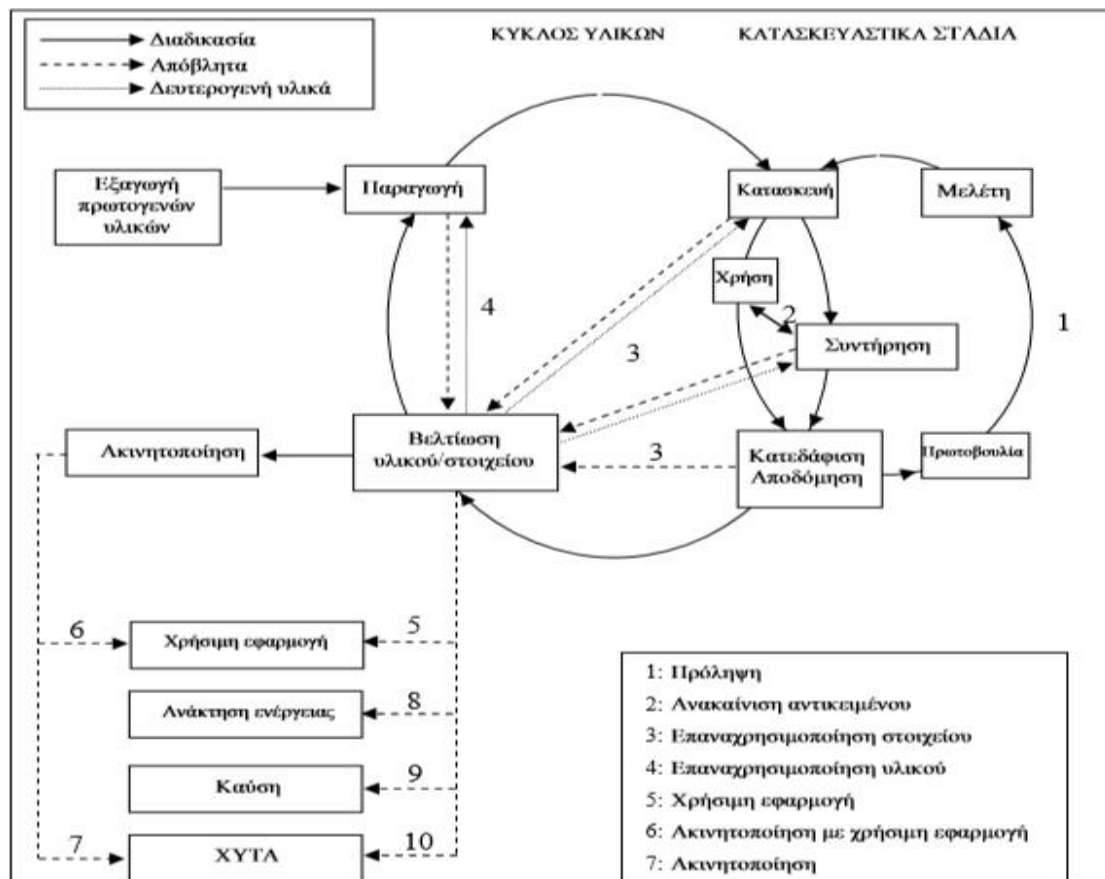 Διαδικασία
Απόβλητα
Δευτερογενή υλικά
ΚΥΚΛΟΣ ΥΛΙΚΩΝ
ΚΑΤΑΣΚΕΥΑΣΤΙΚΑ ΣΤΑΔΙΑ
Εξαγωγή
πρωτογενών
υλικών
Παραγωγή
Κατασκευή
Μελέτη
Χρήση
4
2
1
3
Συντήρηση
Ακινητοποίηση
Βελτίωση
υλικού/στοιχείου
3
Κατεδάφιση
Αποδόμηση
Πρωτοβουλία
6
Χρήσιμη εφαρμογή
5
Ανάκτηση ενέργειας
8
Καύση
9
7
ΧΥΤΑ
10
1: Πρόληψη
2: Ανακαίνιση αντικειμένου
3: Επαναχρησιμοποίηση στοιχείου
4: Επαναχρησιμοποίηση υλικού
5: Χρήσιμη εφαρμογή
6: Ακινητοποίηση με χρήσιμη εφαρμογή
7: Ακινητοποίηση